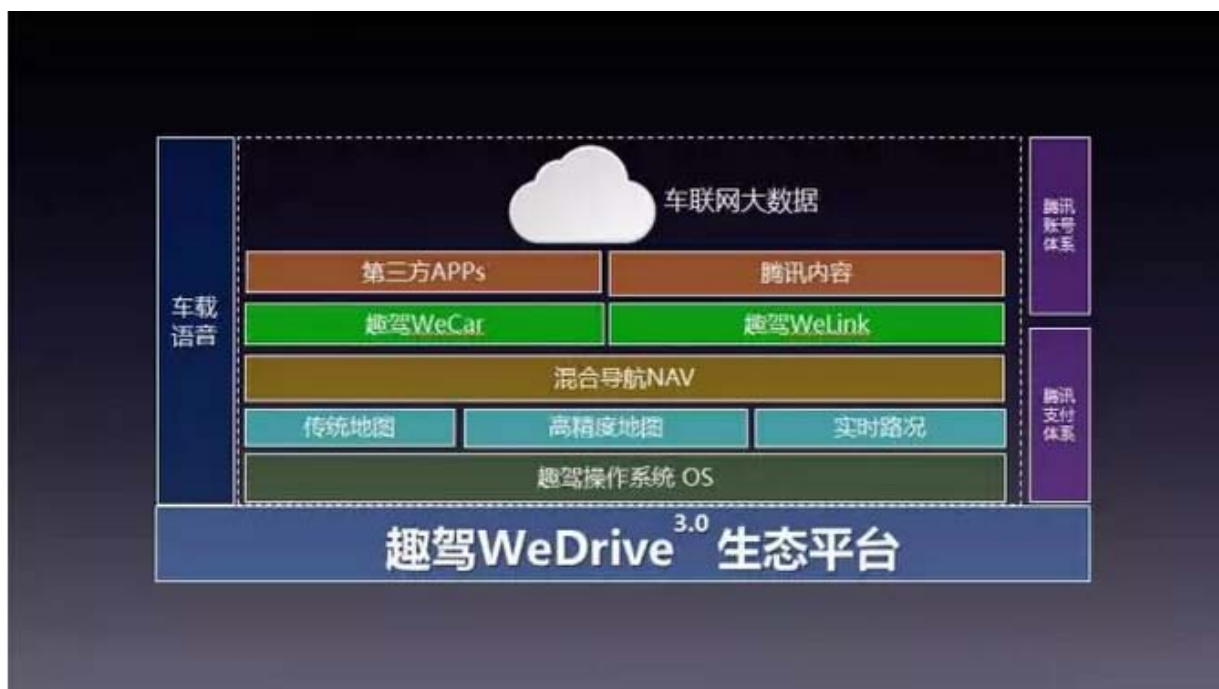 车联网大数据
腾讯
账号
体系
第三方APPs
腾讯内容
车载
语音
趣驾WeCar
趣驾WeLink
混合导航NAV
腾讯
支付
体系
传统地图
高精度地图
实时路况
趣驾操作系统 OS
趣驾WeDrive3.0 生态平台